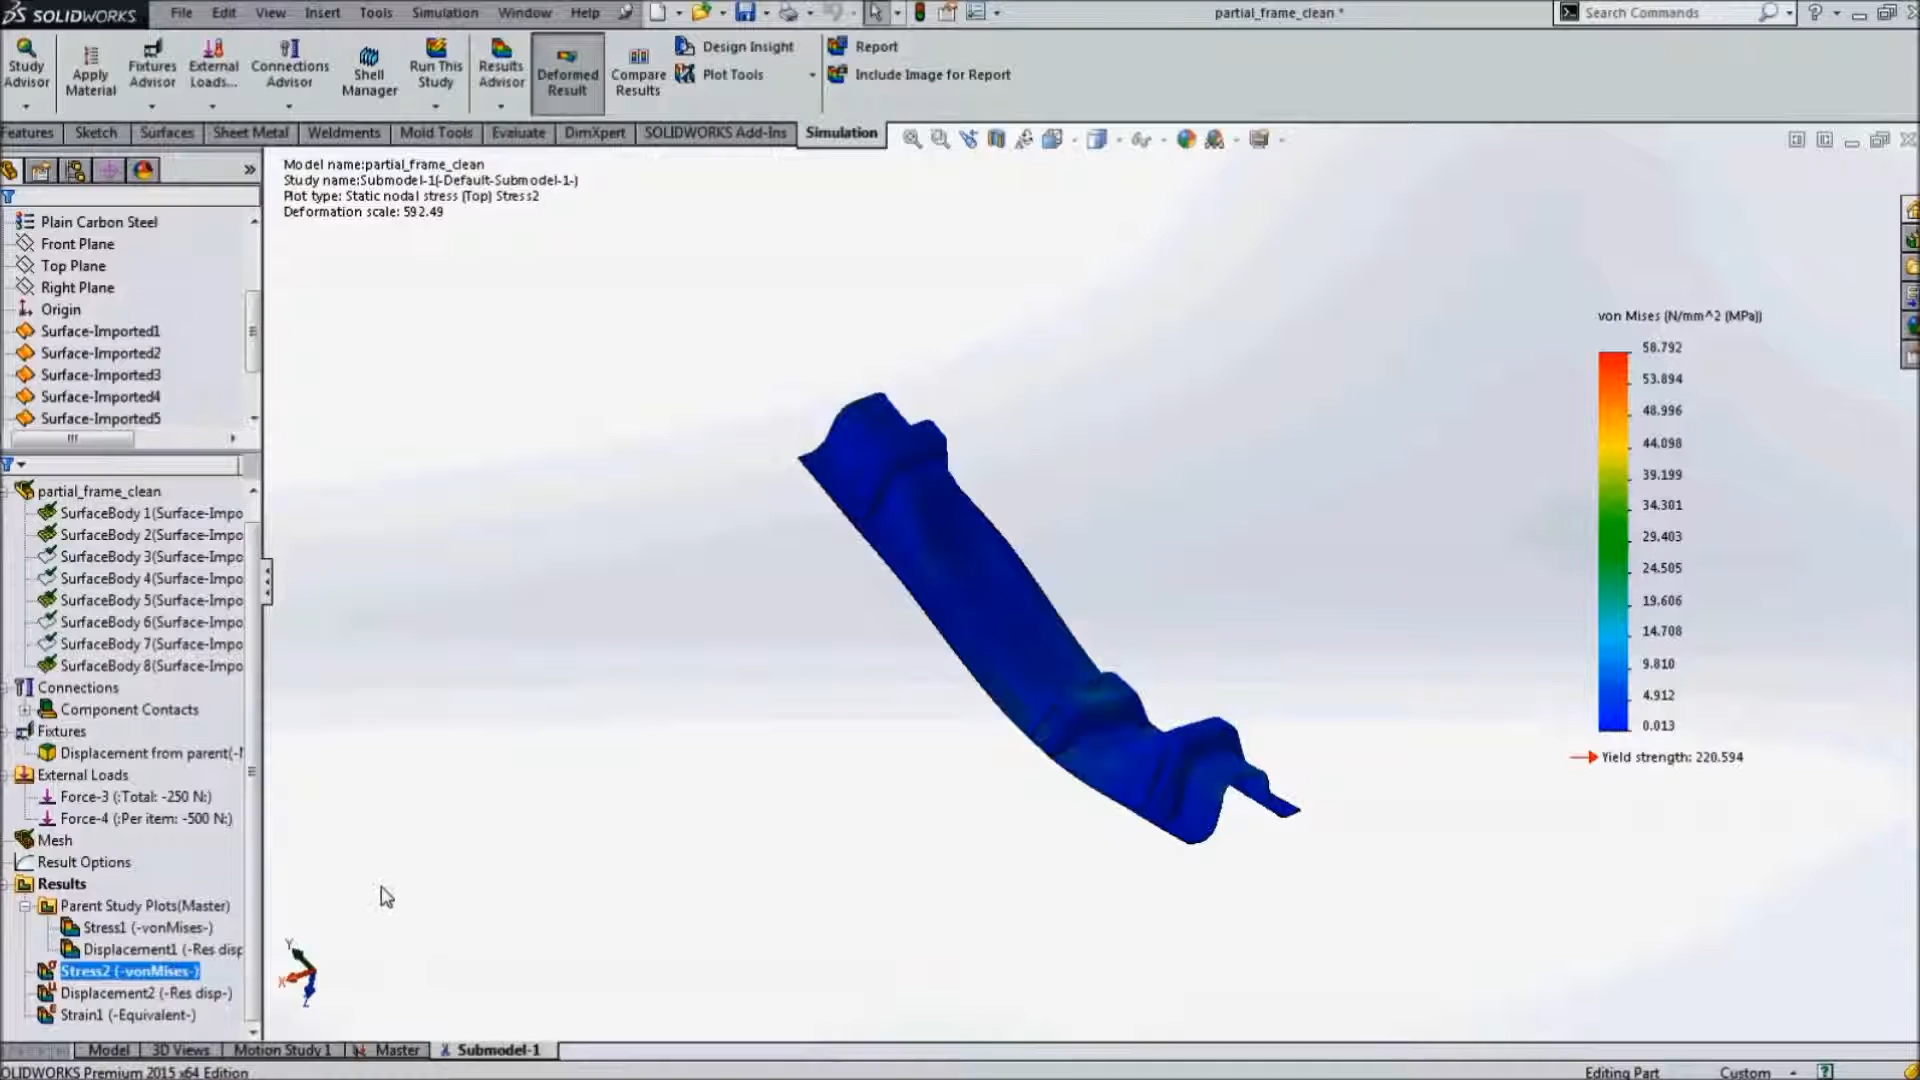 SOLIDWORKS File Edit View Insert Tools Simulation Window Help partial_frame_clean * Search Commands
Study Advisor
Apply Material
Fixtures Advisor
External Loads...
Connections Advisor
Shell Manager
Run This Study
Results Advisor
Deformed Result
Compare Results
Design Insight
Plot Tools
Report
Include Image for Report
Features Sketch Surfaces Sheet Metal Weldments Mold Tools Evaluate DimXpert SOLIDWORKS Add-Ins Simulation
Plain Carbon Steel
Front Plane
Top Plane
Right Plane
Origin
Surface-Imported1
Surface-Imported2
Surface-Imported3
Surface-Imported4
Surface-Imported5
partial_frame_clean
SurfaceBody 1(Surface-Impo
SurfaceBody 2(Surface-Impo
SurfaceBody 3(Surface-Impo
SurfaceBody 4(Surface-Impo
SurfaceBody 5(Surface-Impo
SurfaceBody 6(Surface-Impo
SurfaceBody 7(Surface-Impo
SurfaceBody 8(Surface-Impo
Connections
Component Contacts
Fixtures
Displacement from parent(-
External Loads
Force-3 (:Total: -250 N:)
Force-4 (:Per item: -500 N:)
Mesh
Result Options
Results
Parent Study Plots(Master)
Stress1 (-vonMises-)
Displacement1 (-Res disp
Stress2 (-vonMises-)
Displacement2 (-Res disp-)
Strain1 (-Equivalent-)
Model name:partial_frame_clean
Study name:Submodel-1(-Default-Submodel-1-)
Plot type: Static nodal stress (Top) Stress2
Deformation scale: 592.49
von Mises (N/mm^2 (MPa))
58.792
53.894
48.996
44.098
39.199
34.301
29.403
24.505
19.606
14.708
9.810
4.912
0.013
Yield strength: 220.594
Y
X
Z
Model 3D Views Motion Study 1 Master Submodel-1
OLIDWORKS Premium 2015 x64 Edition Editing Part Custom